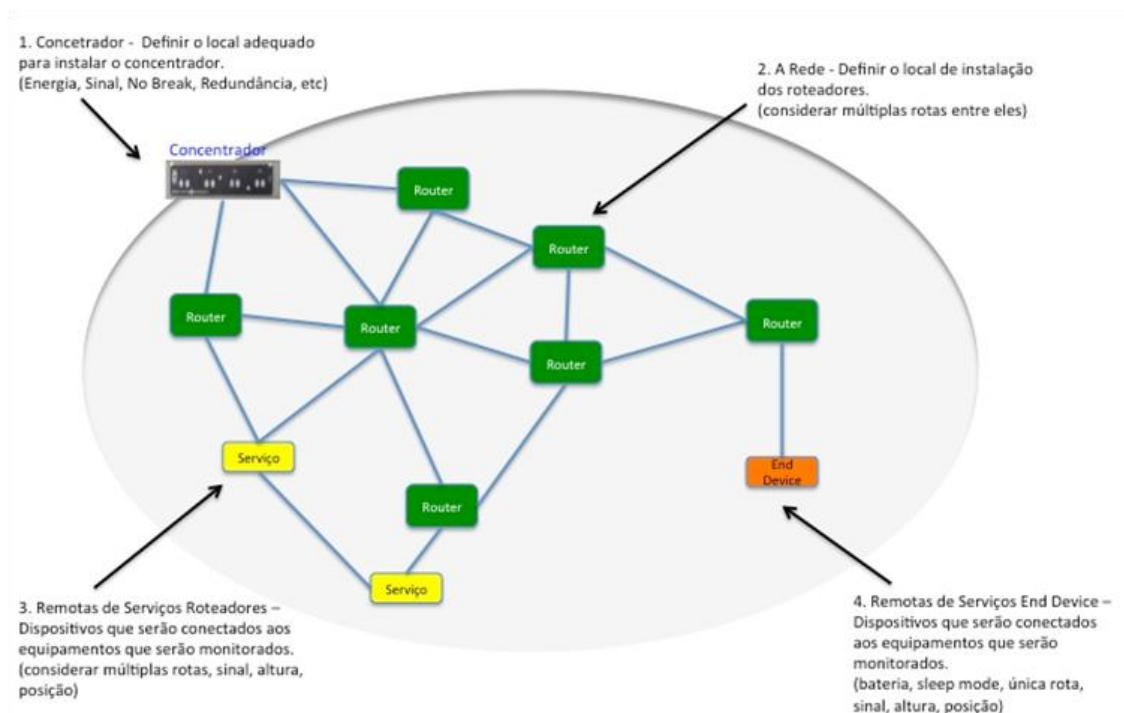 1. Concetrador - Definir o local adequado
para instalar o concentrador.
(Energia, Sinal, No Break, Redundância, etc)
2. A Rede - Definir o local de instalação
dos roteadores.
(considerar múltiplas rotas entre eles)
Concentrador
Router
Router
Router
Router
Router
Router
Serviço
End
Device
Router
Serviço
3. Remotas de Serviços Roteadores –
Dispositivos que serão conectados aos
equipamentos que serão monitorados.
(considerar múltiplas rotas, sinal, altura,
posição)
4. Remotas de Serviços End Device –
Dispositivos que serão conectados
aos equipamentos que serão
monitorados.
(bateria, sleep mode, única rota,
sinal, altura, posição)